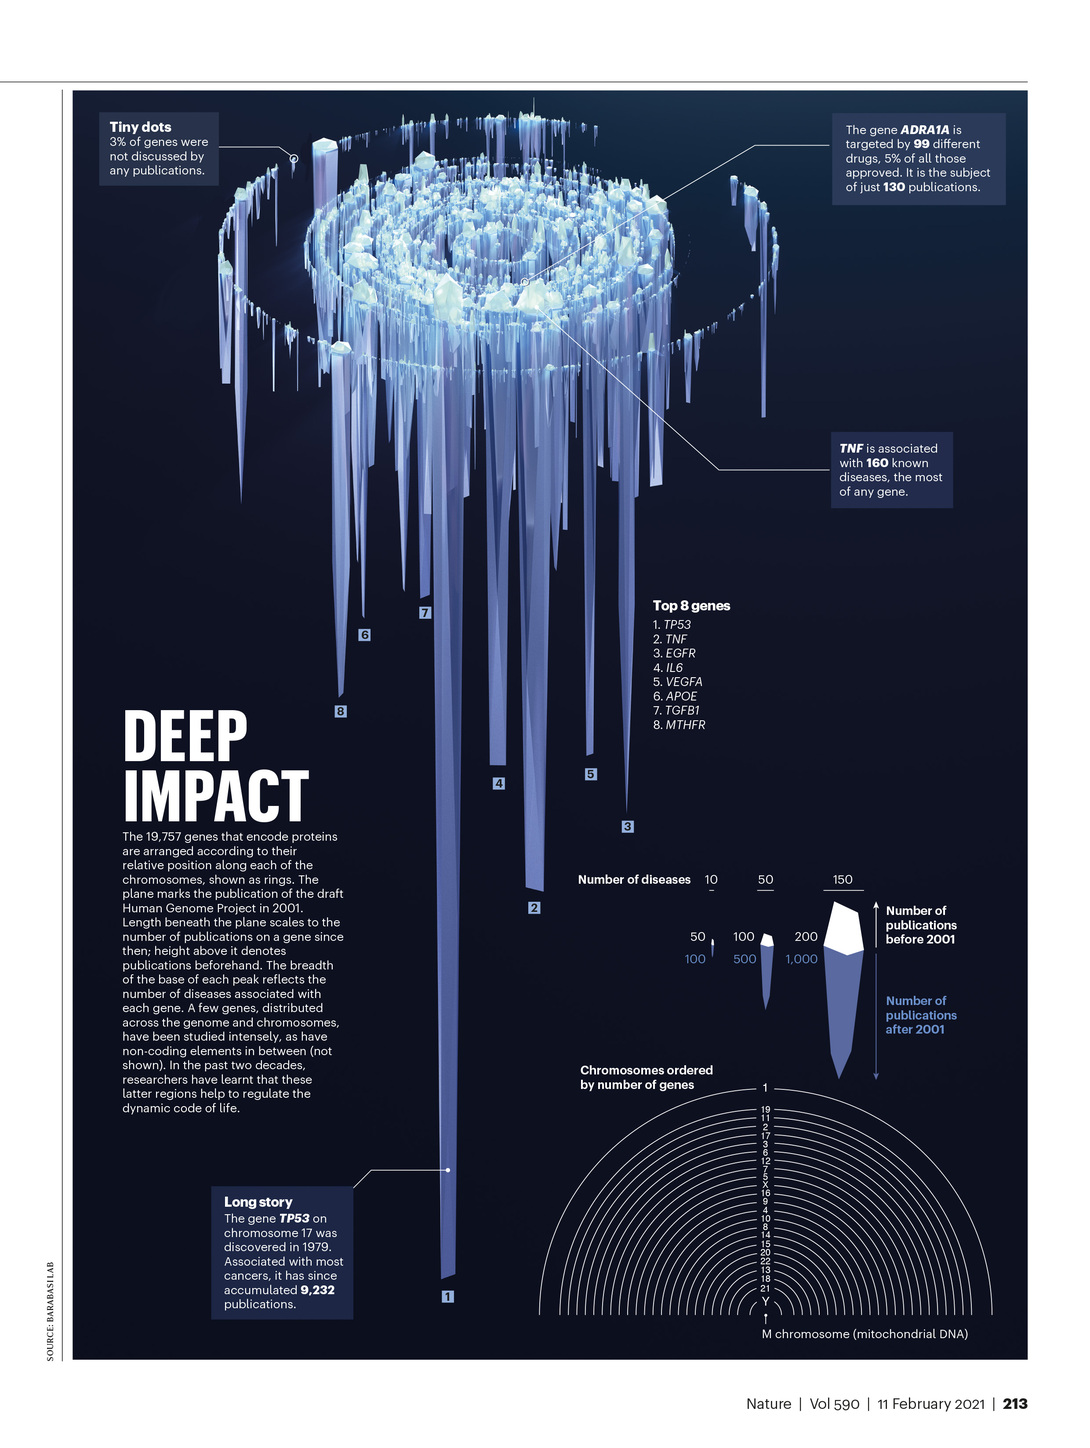 Tiny dots
3% of genes were
not discussed by
any publications.
The gene ADRA1A is
targeted by 99 different
drugs, 5% of all those
approved. It is the subject
of just 130 publications.
TNF is associated
with 160 known
diseases, the most
of any gene.
Top 8 genes
1. TP53
2. TNF
3. EGFR
4. IL6
5. VEGFA
6. APOE
7. TGFB1
8. MTHFR
7
6
8
4
5
3
2
1
DEEP
IMPACT
The 19,757 genes that encode proteins
are arranged according to their
relative position along each of the
chromosomes, shown as rings. The
plane marks the publication of the draft
Human Genome Project in 2001.
Length beneath the plane scales to the
number of publications on a gene since
then; height above it denotes
publications beforehand. The breadth
of the base of each peak reflects the
number of diseases associated with
each gene. A few genes, distributed
across the genome and chromosomes,
have been studied intensely, as have
non-coding elements in between (not
shown). In the past two decades,
researchers have learnt that these
latter regions help to regulate the
dynamic code of life.
Number of diseases 10 50 150
50 100 200
100 500 1,000
Number of
publications
before 2001
Number of
publications
after 2001
Chromosomes ordered
by number of genes
1
19
11
2
17
3
6
12
7
5
X
16
9
4
10
8
14
15
20
22
13
18
21
Y
M chromosome (mitochondrial DNA)
Long story
The gene TP53 on
chromosome 17 was
discovered in 1979.
Associated with most
cancers, it has since
accumulated 9,232
publications.
SOURCE: BARABASI LAB
Nature | Vol 590 | 11 February 2021 | 213